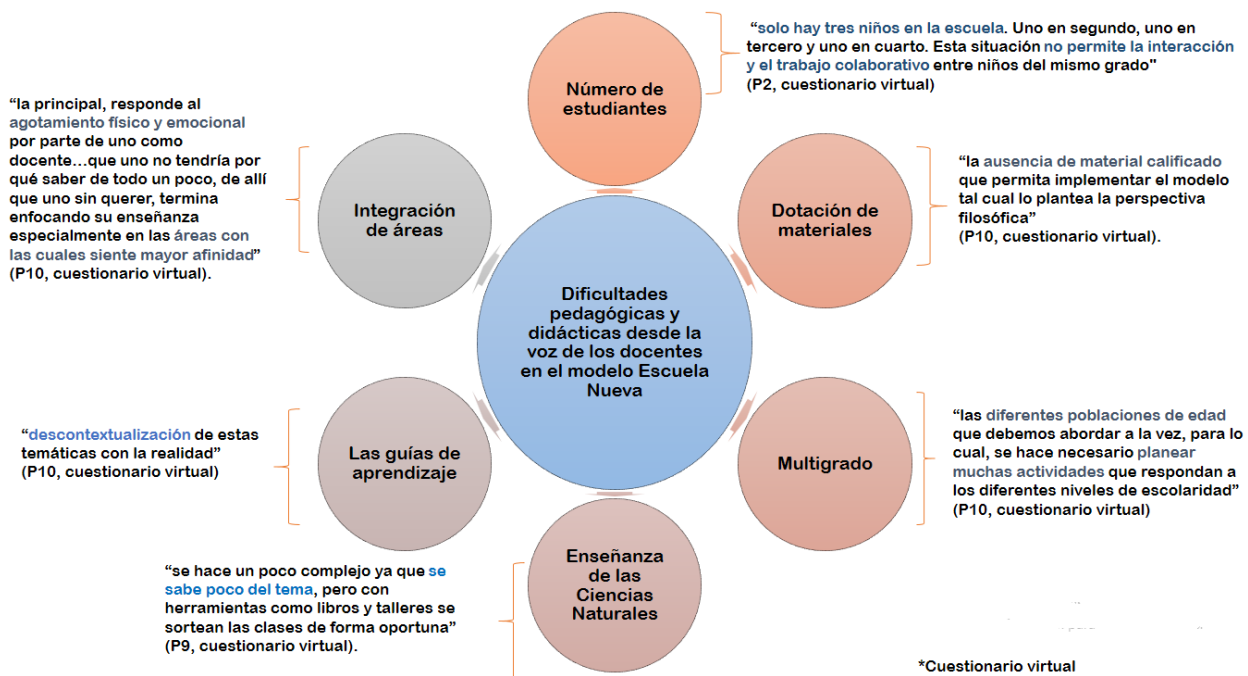 “solo hay tres niños en la escuela. Uno en segundo, uno en
tercero y uno en cuarto. Esta situación no permite la interacción
y el trabajo colaborativo entre niños del mismo grado"
(P2, cuestionario virtual)
Número de
estudiantes
“la principal, responde al
agotamiento físico y emocional
por parte de uno como
docente…que uno no tendría por
qué saber de todo un poco, de allí
que uno sin querer, termina
enfocando su enseñanza
especialmente en las áreas con
las cuales siente mayor afinidad”
(P10, cuestionario virtual).
Integración
de áreas
Dotación de
materiales
“la ausencia de material calificado
que permita implementar el modelo
tal cual lo plantea la perspectiva
filosófica”
(P10, cuestionario virtual).
Dificultades
pedagógicas y
didácticas desde la
voz de los docentes
en el modelo Escuela
Nueva
“descontextualización de estas
temáticas con la realidad”
(P10, cuestionario virtual)
Las guías de
aprendizaje
Multigrado
“las diferentes poblaciones de edad
que debemos abordar a la vez, para lo
cual, se hace necesario planear
muchas actividades que respondan a
los diferentes niveles de escolaridad”
(P10, cuestionario virtual)
“se hace un poco complejo ya que se
sabe poco del tema, pero con
herramientas como libros y talleres se
sortean las clases de forma oportuna”
(P9, cuestionario virtual).
Enseñanza
de las
Ciencias
Naturales
*Cuestionario virtual